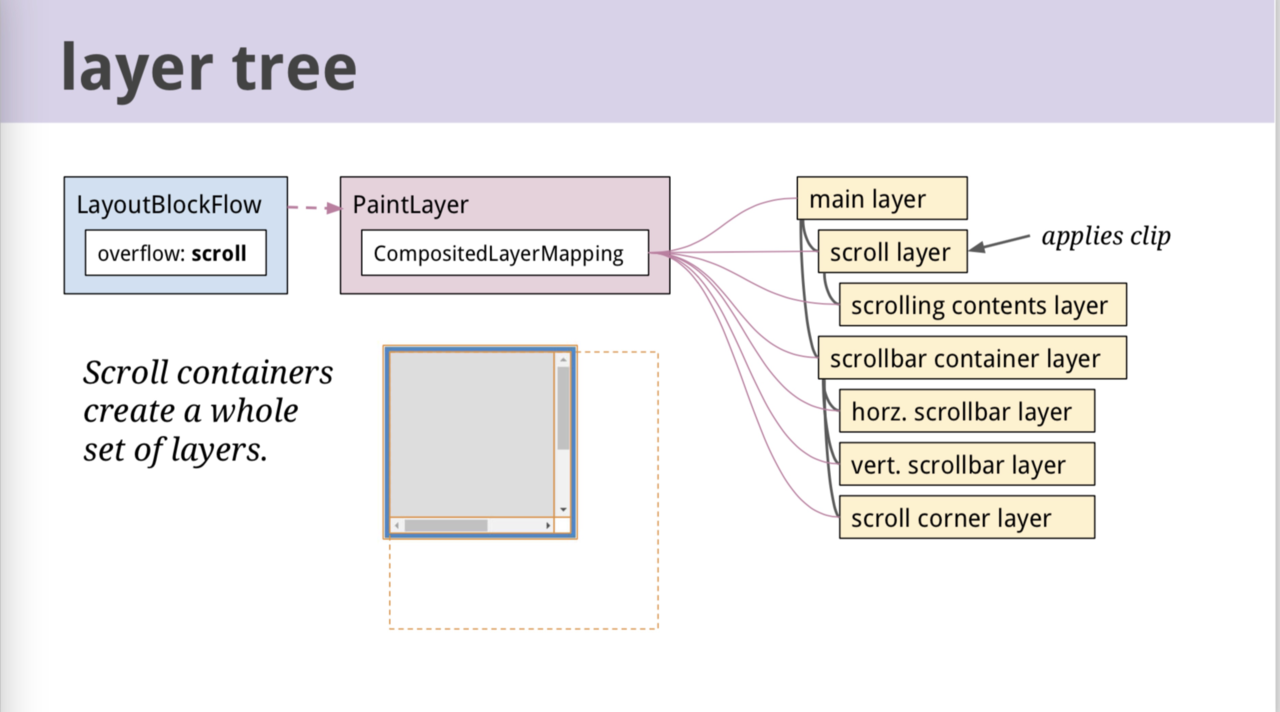 layer tree
LayoutBlockFlow
overflow: scroll
PaintLayer
CompositedLayerMapping
main layer
scroll layer
applies clip
scrolling contents layer
scrollbar container layer
horz. scrollbar layer
vert. scrollbar layer
scroll corner layer
Scroll containers
create a whole
set of layers.